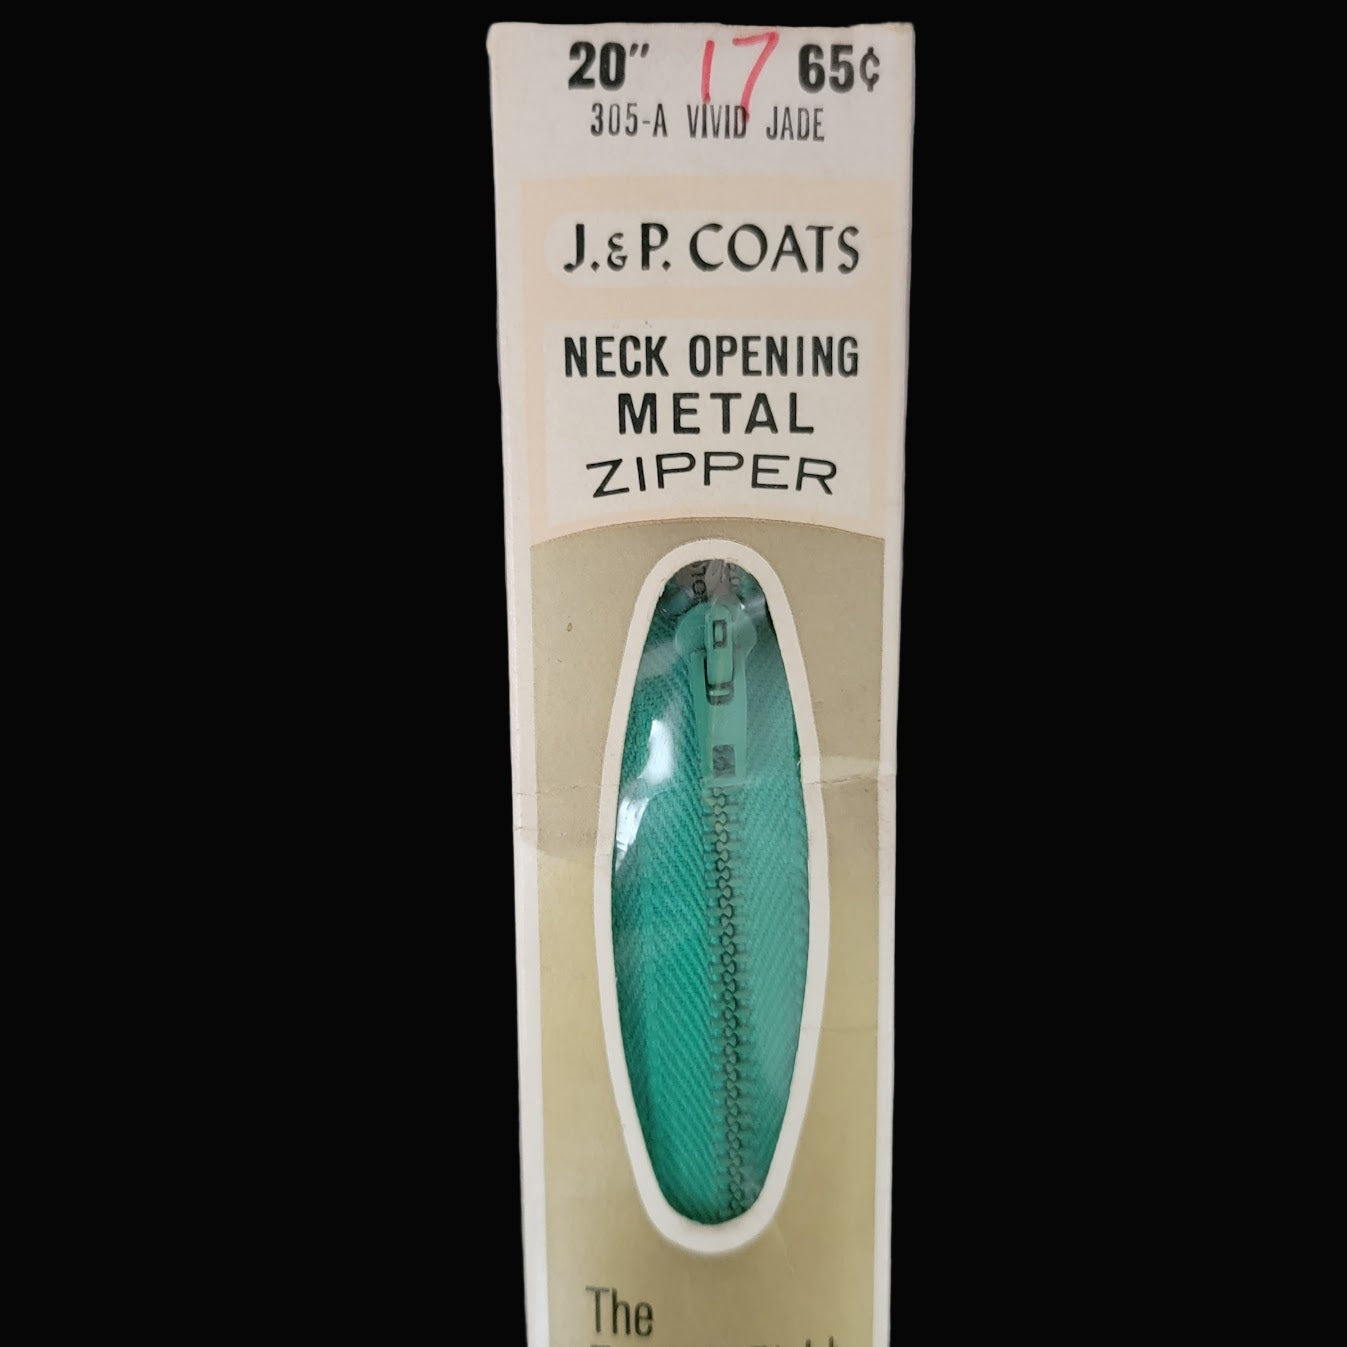 20" 17 65¢
305-A VIVID JADE
J. & P. COATS
NECK OPENING
METAL
ZIPPER
The